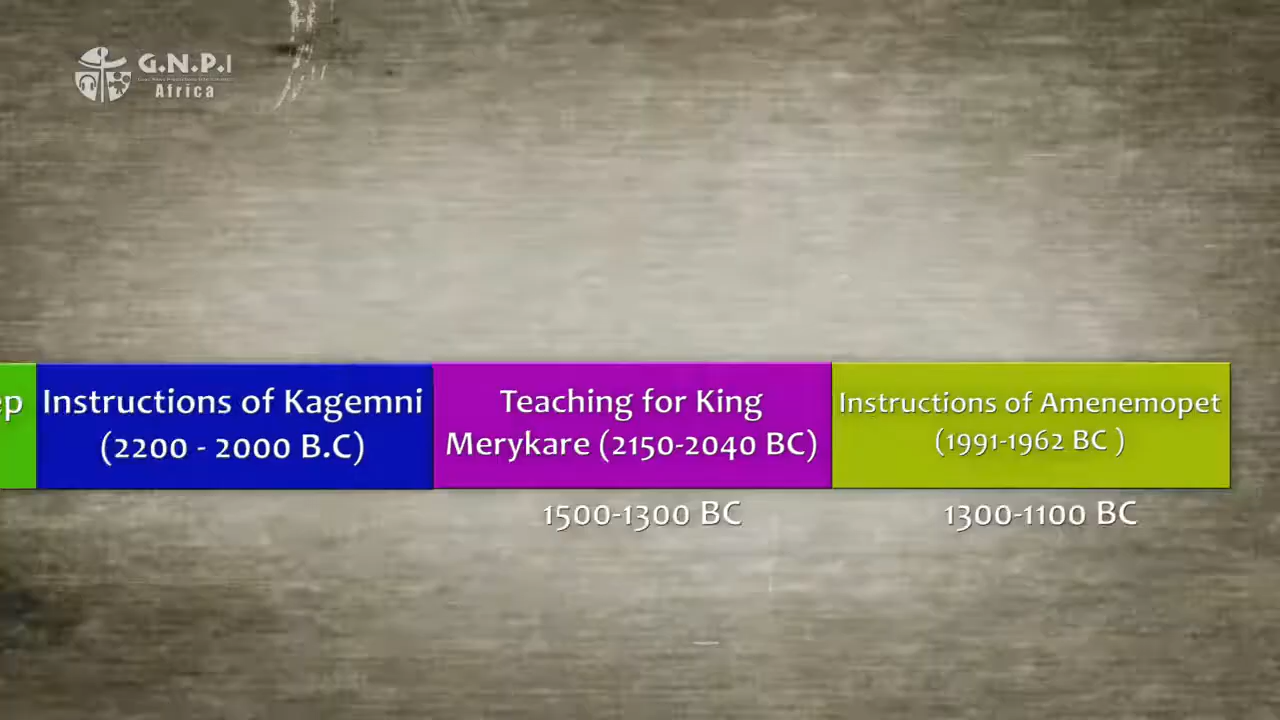 G.N.P.I
Africa
ep
Instructions of Kagemni
(2200 - 2000 B.C)
Teaching for King
Merykare (2150-2040 BC)
Instructions of Amenemopet
(1991-1962 BC )
1500-1300 BC
1300-1100 BC